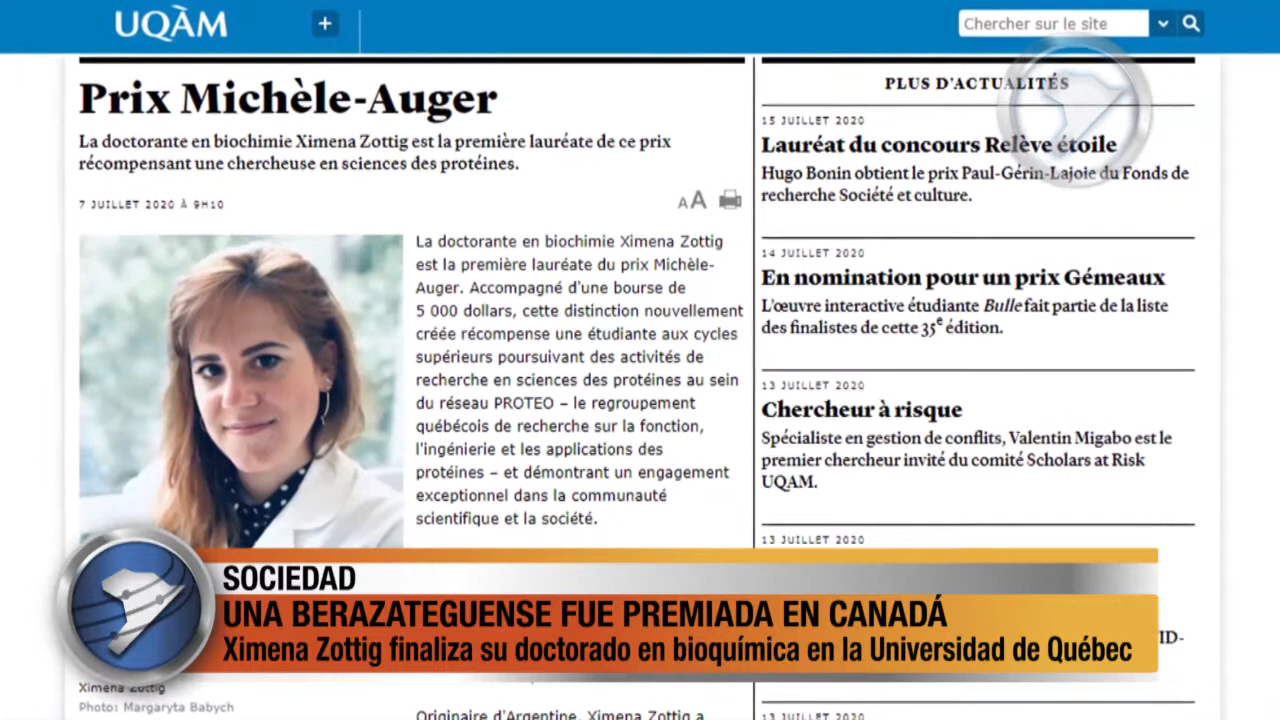 UQÀM
+
Chercher sur le site
Prix Michèle-Auger
La doctorante en biochimie Ximena Zottig est la première lauréate de ce prix
récompensant une chercheuse en sciences des protéines.
7 JUILLET 2020 À 9H10
AA
La doctorante en biochimie Ximena Zottig
est la première lauréate du prix Michèle-
Auger. Accompagné d'une bourse de
5 000 dollars, cette distinction nouvellement
créée récompense une étudiante aux cycles
supérieurs poursuivant des activités de
recherche en sciences des protéines au sein
du réseau PROTEO – le regroupement
québécois de recherche sur la fonction,
l'ingénierie et les applications des
protéines – et démontrant un engagement
exceptionnel dans la communauté
scientifique et la société.
Ximena Zottig
Photo: Margaryta Babych
Originaire d'Argentine, Ximena Zottig a
PLUS D'ACTUALITÉS
15 JUILLET 2020
Lauréat du concours Relève étoile
Hugo Bonin obtient le prix Paul-Gérin-Lajoie du Fonds de
recherche Société et culture.
14 JUILLET 2020
En nomination pour un prix Gémeaux
L'œuvre interactive étudiante Bulle fait partie de la liste
des finalistes de cette 35e édition.
13 JUILLET 2020
Chercheur à risque
Spécialiste en gestion de conflits, Valentin Migabo est le
premier chercheur invité du comité Scholars at Risk
UQAM.
13 JUILLET 2020
ID-
13 JUILLET 2020
SOCIEDAD
UNA BERAZATEGUENSE FUE PREMIADA EN CANADÁ
Ximena Zottig finaliza su doctorado en bioquímica en la Universidad de Québec